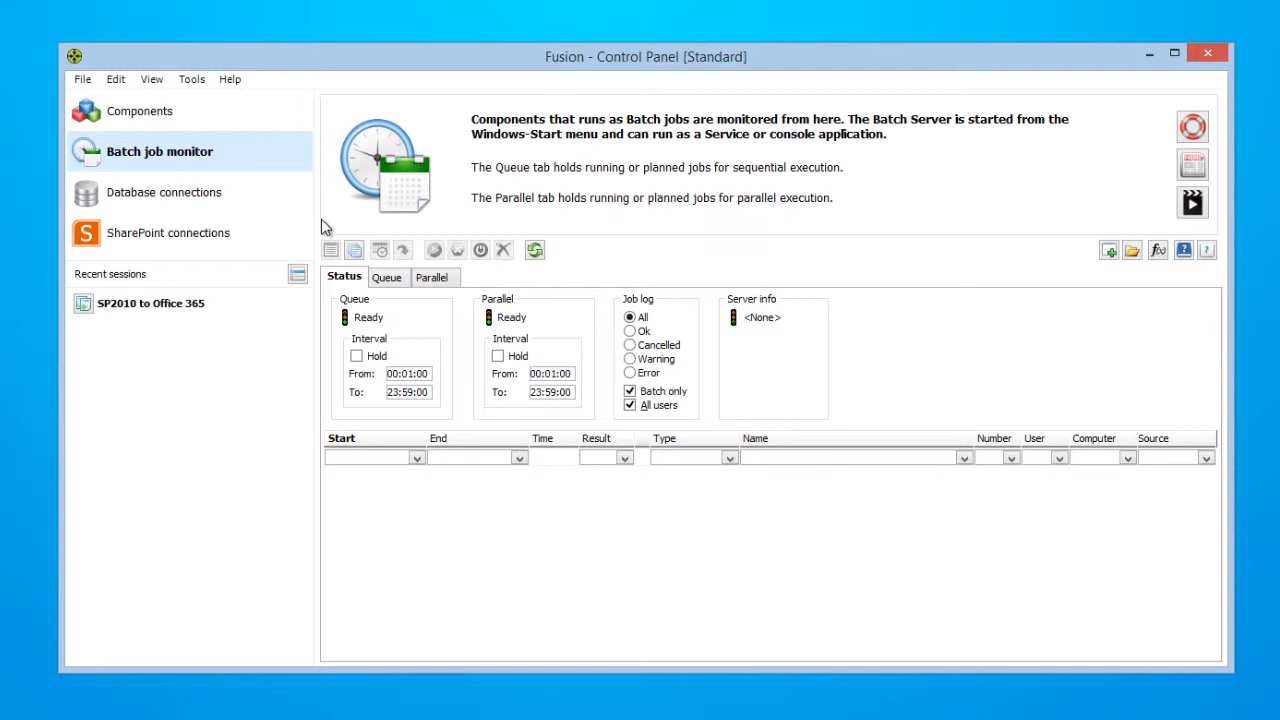 Fusion - Control Panel [Standard]
File Edit View Tools Help
Components
Batch job monitor
Database connections
S
SharePoint connections
Recent sessions
SP2010 to Office 365
Components that runs as Batch jobs are monitored from here. The Batch Server is started from the
Windows-Start menu and can run as a Service or console application.
The Queue tab holds running or planned jobs for sequential execution.
The Parallel tab holds running or planned jobs for parallel execution.
f(x)
?
?
Status Queue Parallel
Queue
Ready
Interval
Hold
From: 00:01:00
To: 23:59:00
Parallel
Ready
Interval
Hold
From: 00:01:00
To: 23:59:00
Job log
All
Ok
Cancelled
Warning
Error
Batch only
All users
Server info
<None>
Start End Time Result Type Name Number User Computer Source